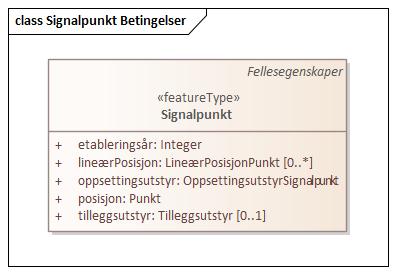 class Signalpunkt Betingelser
Fellesegenskaper
«featureType»
Signalpunkt
+ etableringsår: Integer
+ lineærPosisjon: LineærPosisjonPunkt [0..*]
+ oppsettingsutstyr: OppsettingsutstyrSignalpunkt
+ posisjon: Punkt
+ tilleggsutstyr: Tilleggsutstyr [0..1]